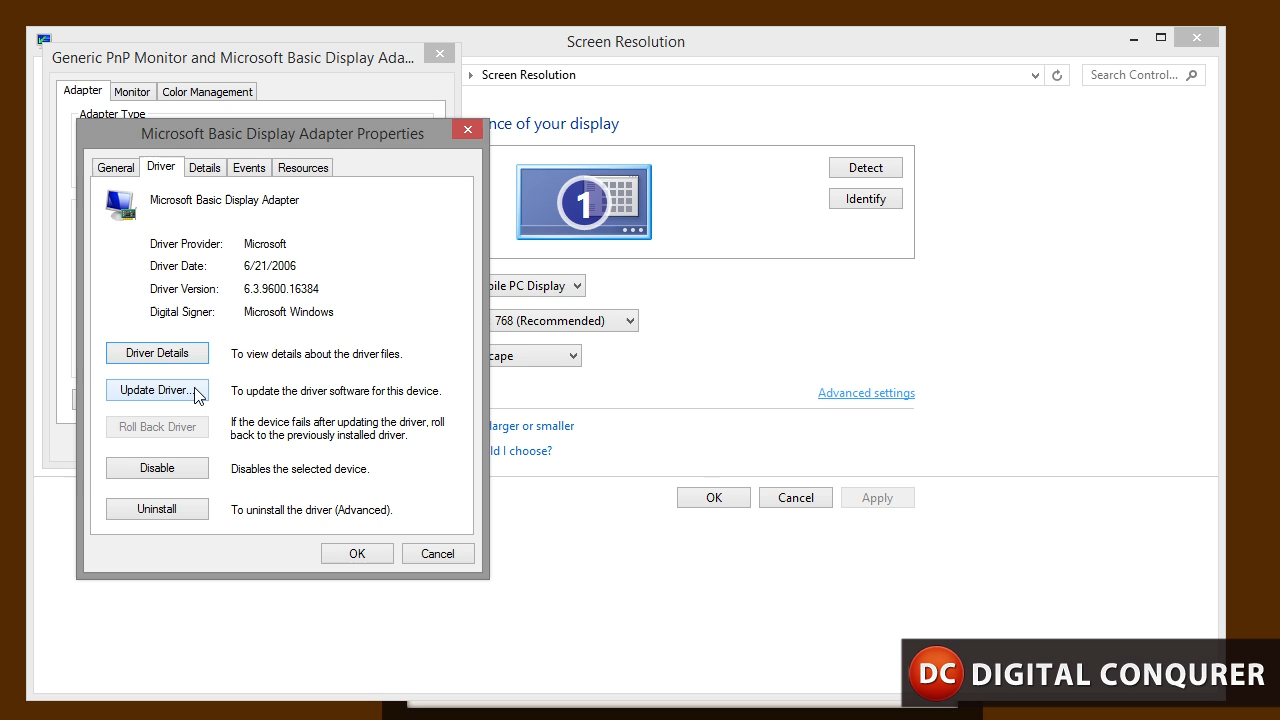 Screen Resolution
Generic PnP Monitor and Microsoft Basic Display Ada...
Screen Resolution
Search Control...
Adapter
Monitor
Color Management
Adapter Type
nce of your display
Microsoft Basic Display Adapter Properties
General
Driver
Details
Events
Resources
Microsoft Basic Display Adapter
Driver Provider: Microsoft
Driver Date: 6/21/2006
Driver Version: 6.3.9600.16384
Digital Signer: Microsoft Windows
Driver Details
To view details about the driver files.
Update Driver...
To update the driver software for this device.
Roll Back Driver
If the device fails after updating the driver, roll
back to the previously installed driver.
Disable
Disables the selected device.
Uninstall
To uninstall the driver (Advanced).
OK
Cancel
1
Detect
Identify
bile PC Display
768 (Recommended)
cape
Advanced settings
larger or smaller
ld I choose?
OK
Cancel
Apply
DC DIGITAL CONQURER